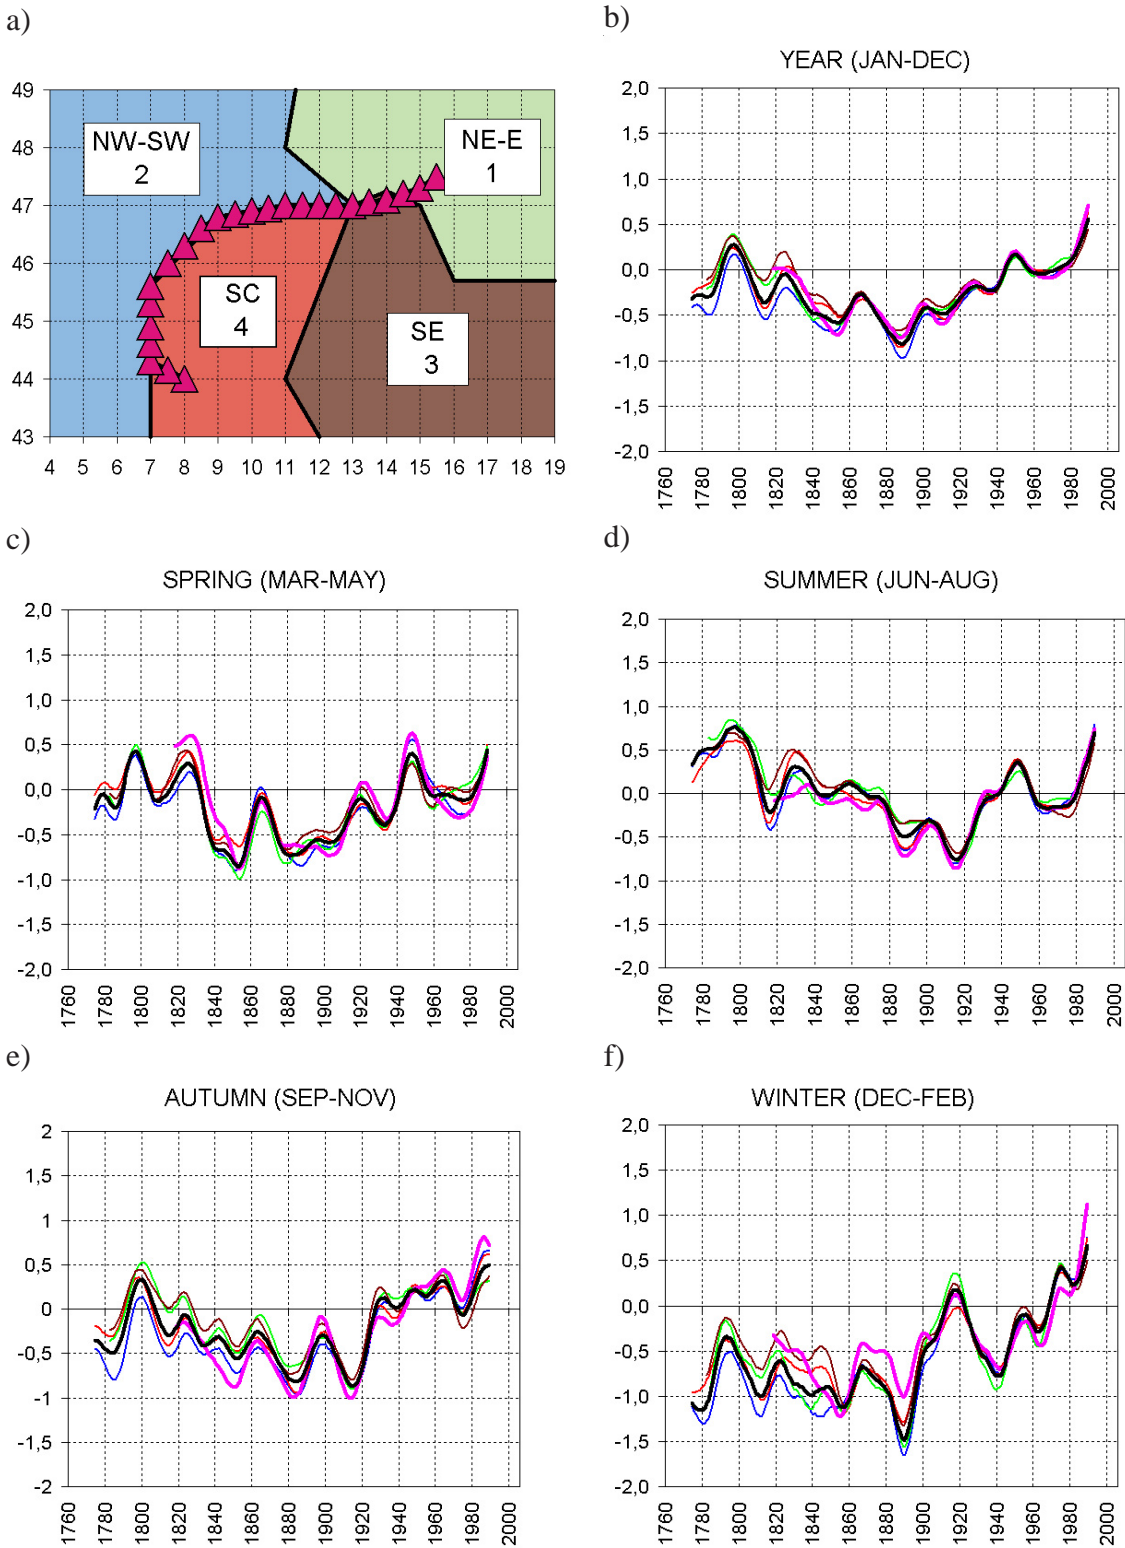 a)
49
48
47
46
45
44
43
NW-SW
2
NE-E
1
SC
4
SE
3
4 5 6 7 8 9 10 11 12 13 14 15 16 17 18 19
b)
YEAR (JAN-DEC)
2,0
1,5
1,0
0,5
0,0
-0,5
-1,0
-1,5
-2,0
1760 1780 1800 1820 1840 1860 1880 1900 1920 1940 1960 1980 2000
c)
SPRING (MAR-MAY)
2,0
1,5
1,0
0,5
0,0
-0,5
-1,0
-1,5
-2,0
1760 1780 1800 1820 1840 1860 1880 1900 1920 1940 1960 1980 2000
d)
SUMMER (JUN-AUG)
2,0
1,5
1,0
0,5
0,0
-0,5
-1,0
-1,5
-2,0
1760 1780 1800 1820 1840 1860 1880 1900 1920 1940 1960 1980 2000
e)
AUTUMN (SEP-NOV)
2
1,5
1
0,5
0
-0,5
-1
-1,5
-2
1760 1780 1800 1820 1840 1860 1880 1900 1920 1940 1960 1980 2000
f)
WINTER (DEC-FEB)
2,0
1,5
1,0
0,5
0,0
-0,5
-1,0
-1,5
-2,0
1760 1780 1800 1820 1840 1860 1880 1900 1920 1940 1960 1980 2000